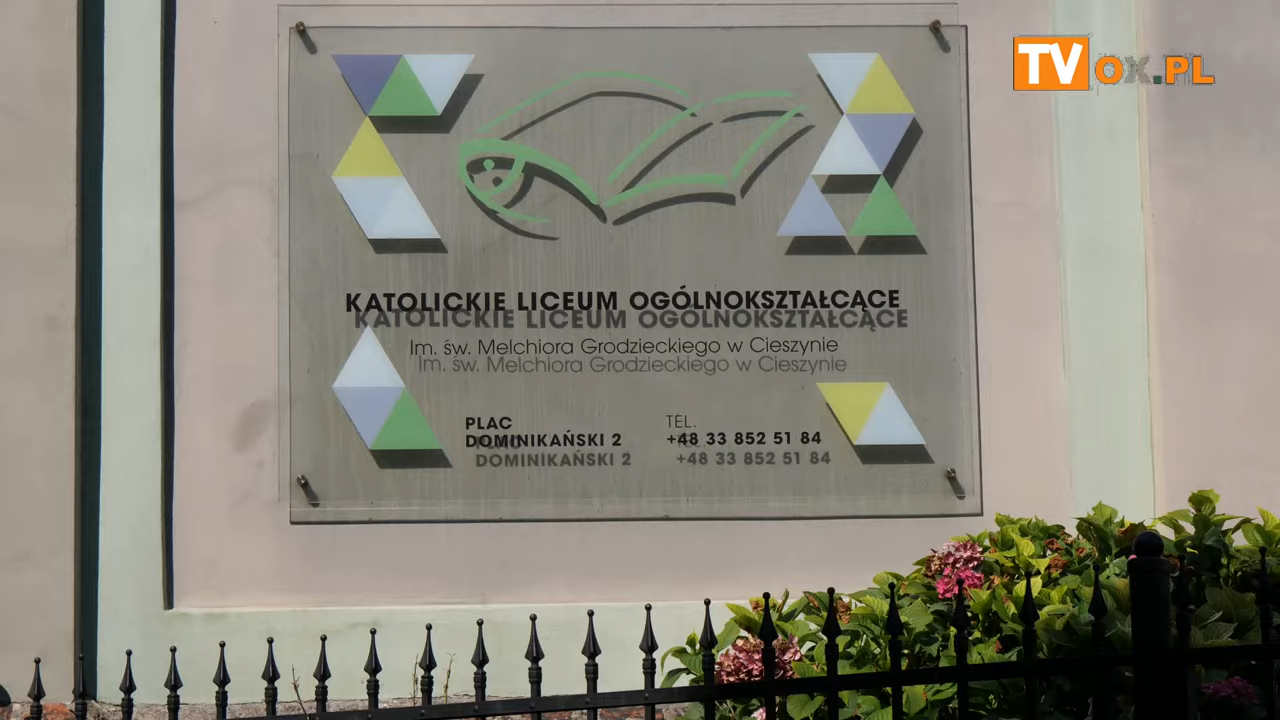 TVOX.PL
KATOLICKIE LICEUM OGÓLNOKSZTAŁCĄCE
Im. św. Melchiora Grodzieckiego w Cieszynie
PLAC
DOMINIKAŃSKI 2
TEL.
+48 33 852 51 84